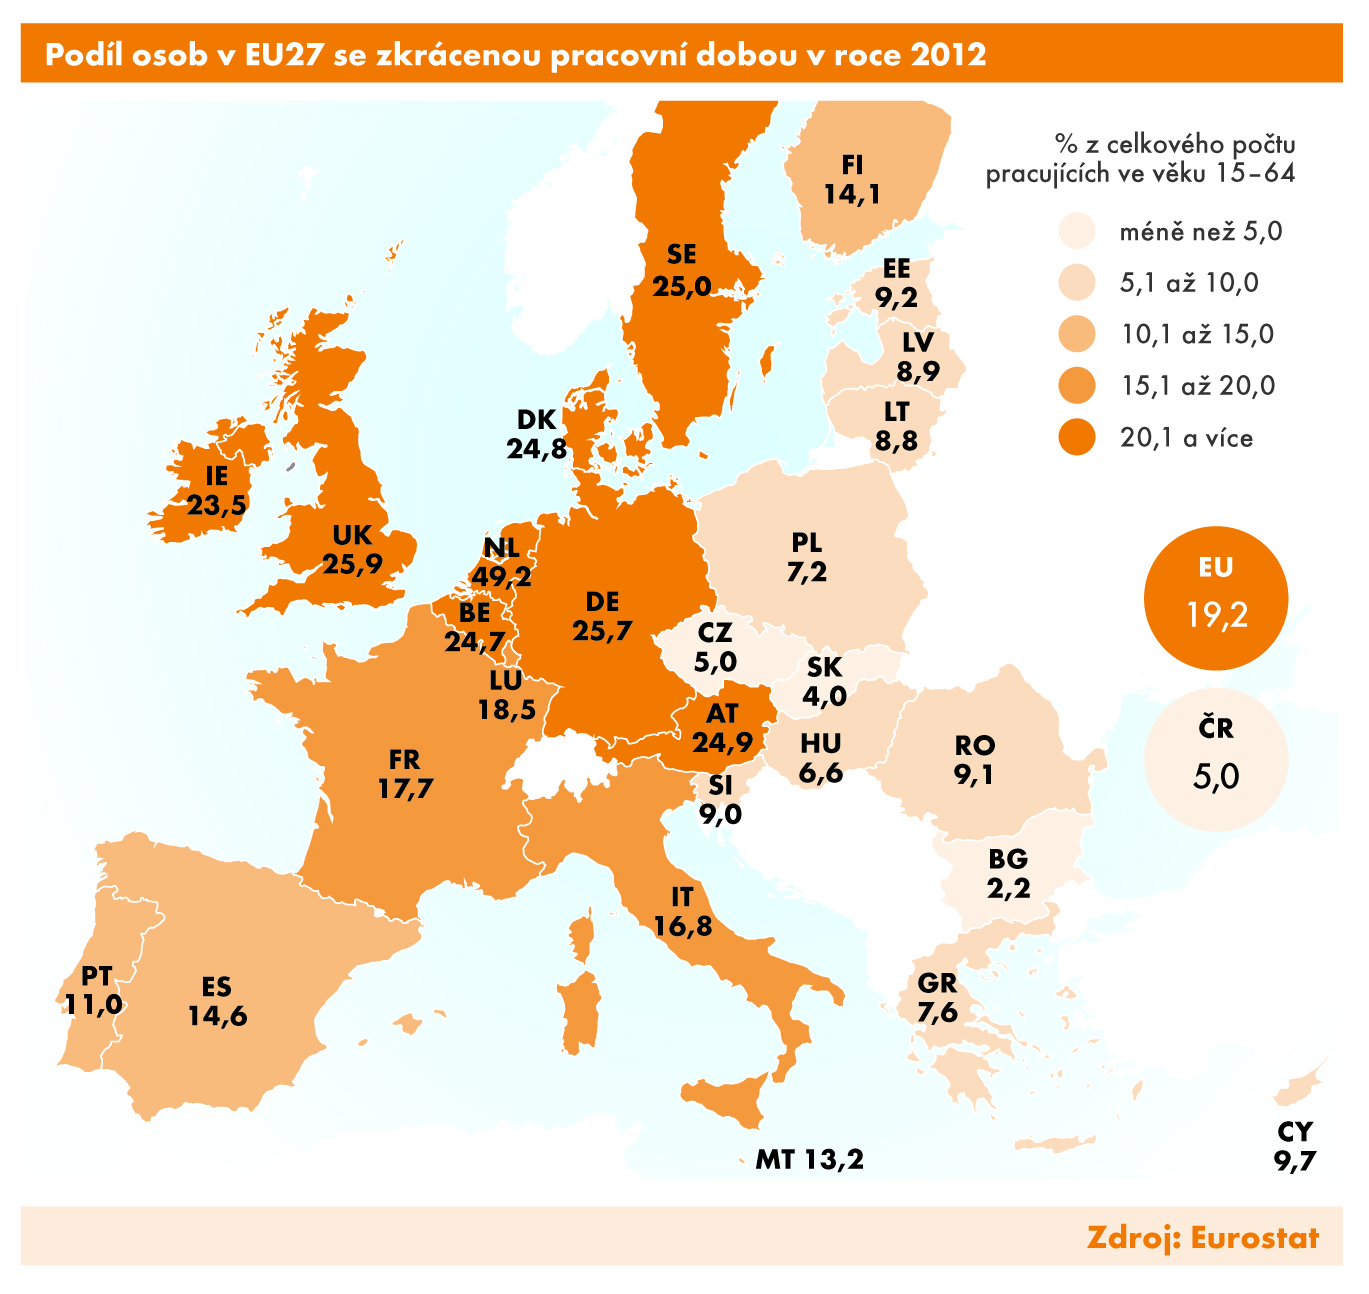 Podíl osob v EU27 se zkrácenou pracovní dobou v roce 2012
% z celkového počtu
pracujících ve věku 15–64
méně než 5,0
5,1 až 10,0
10,1 až 15,0
15,1 až 20,0
20,1 a více
FI
14,1
SE
25,0
EE
9,2
LV
8,9
LT
8,8
DK
24,8
IE
23,5
UK
25,9
NL
49,2
BE
24,7
LU
18,5
DE
25,7
PL
7,2
CZ
5,0
SK
4,0
AT
24,9
HU
6,6
SI
9,0
RO
9,1
BG
2,2
FR
17,7
IT
16,8
PT
11,0
ES
14,6
GR
7,6
MT 13,2
CY
9,7
EU
19,2
ČR
5,0
Zdroj: Eurostat